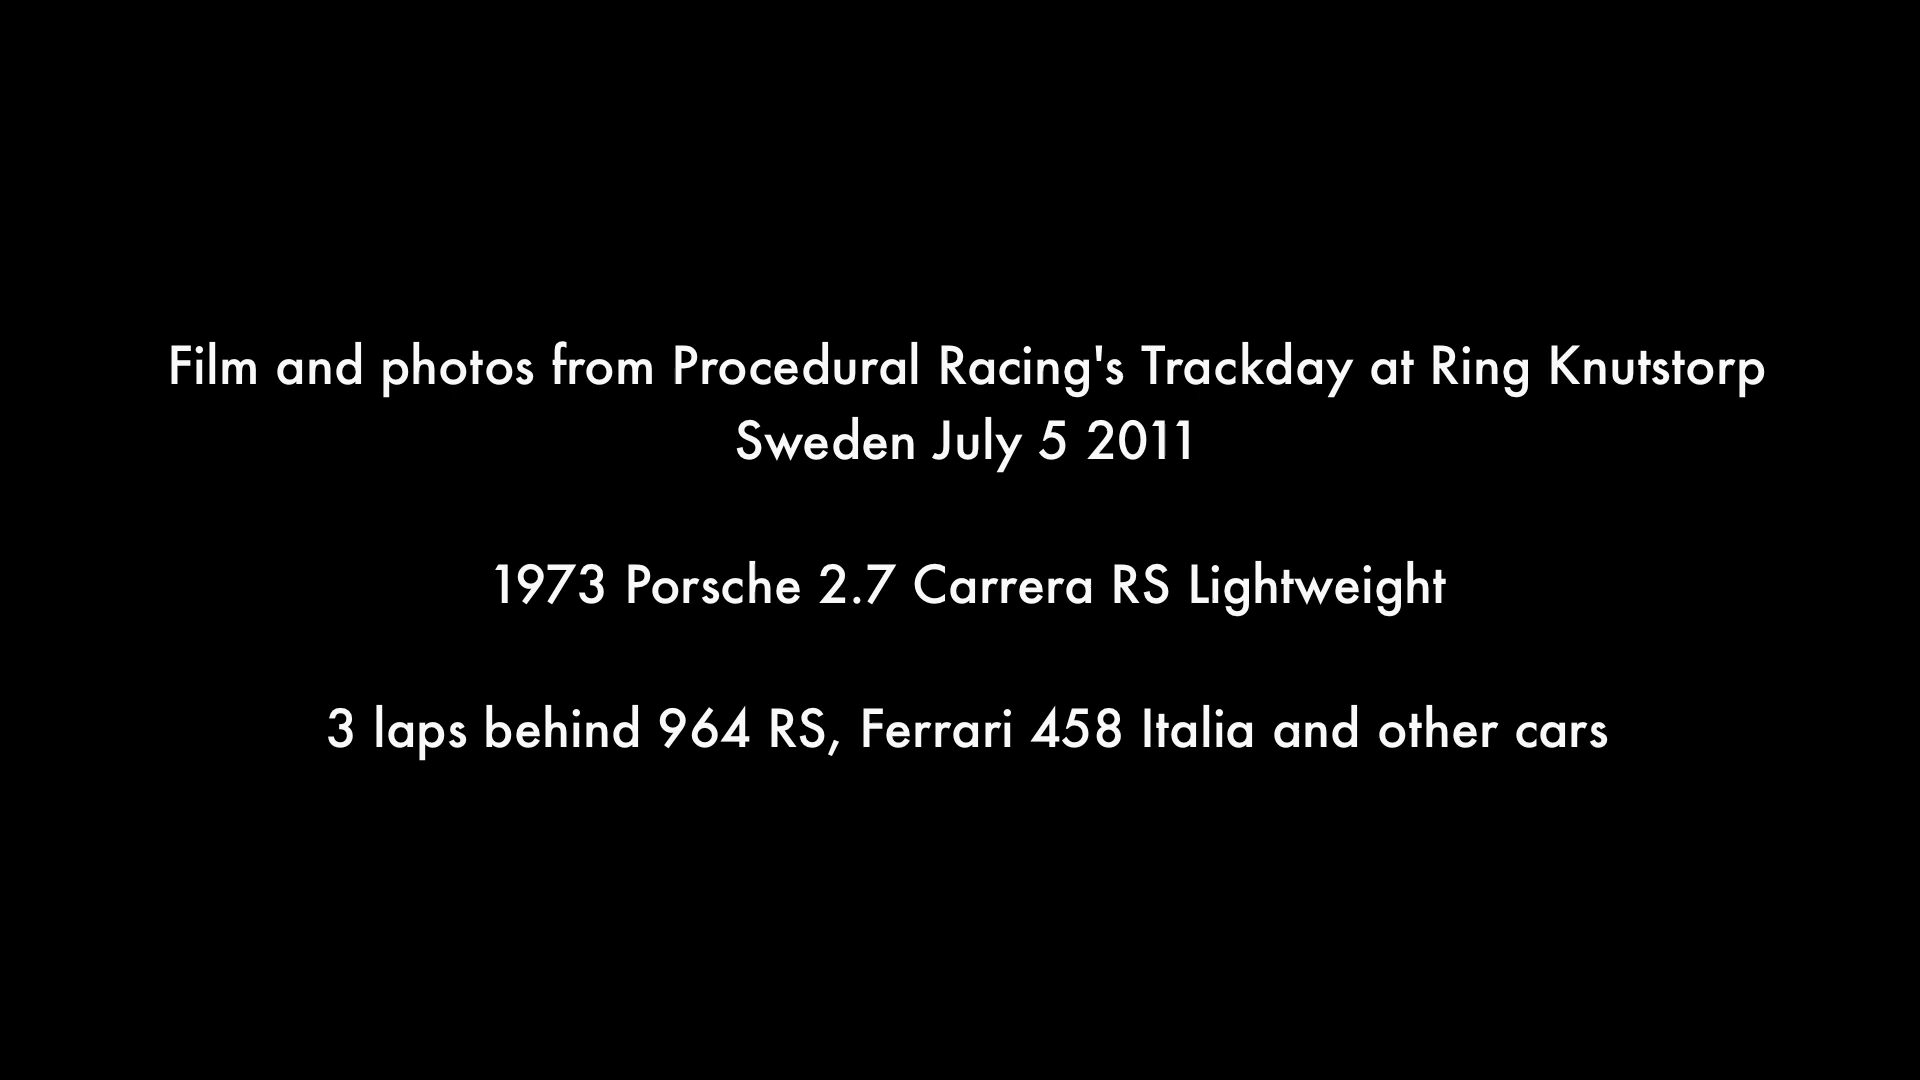 Film and photos from Procedural Racing's Trackday at Ring Knutstorp
Sweden July 5 2011
1973 Porsche 2.7 Carrera RS Lightweight
3 laps behind 964 RS, Ferrari 458 Italia and other cars